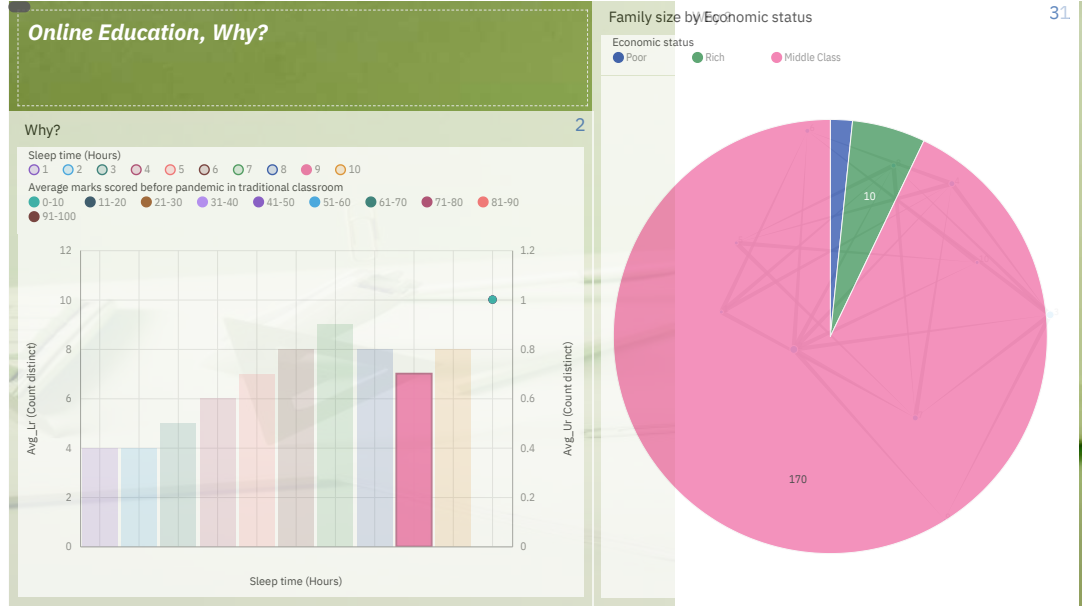 Online Education, Why?
Why?
2
Sleep time (Hours)
1 2 3 4 5 6 7 8 9 10
Average marks scored before pandemic in traditional classroom
0-10 11-20 21-30 31-40 41-50 51-60 61-70 71-80 81-90
91-100
12 1.2
10 1
8 0.8
6 0.6
4 0.4
2 0.2
0 0
Avg_Lr (Count distinct)
Avg_Ur (Count distinct)
Sleep time (Hours)
Family size by Economic status
31
Economic status
Poor Rich Middle Class
10
170